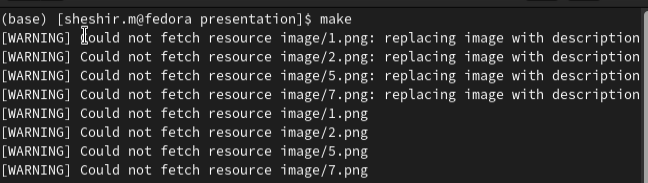 (base) [sheshir.m@fedora presentation]$ make
[WARNING] Could not fetch resource image/1.png: replacing image with description
[WARNING] Could not fetch resource image/2.png: replacing image with description
[WARNING] Could not fetch resource image/5.png: replacing image with description
[WARNING] Could not fetch resource image/7.png: replacing image with description
[WARNING] Could not fetch resource image/1.png
[WARNING] Could not fetch resource image/2.png
[WARNING] Could not fetch resource image/5.png
[WARNING] Could not fetch resource image/7.png